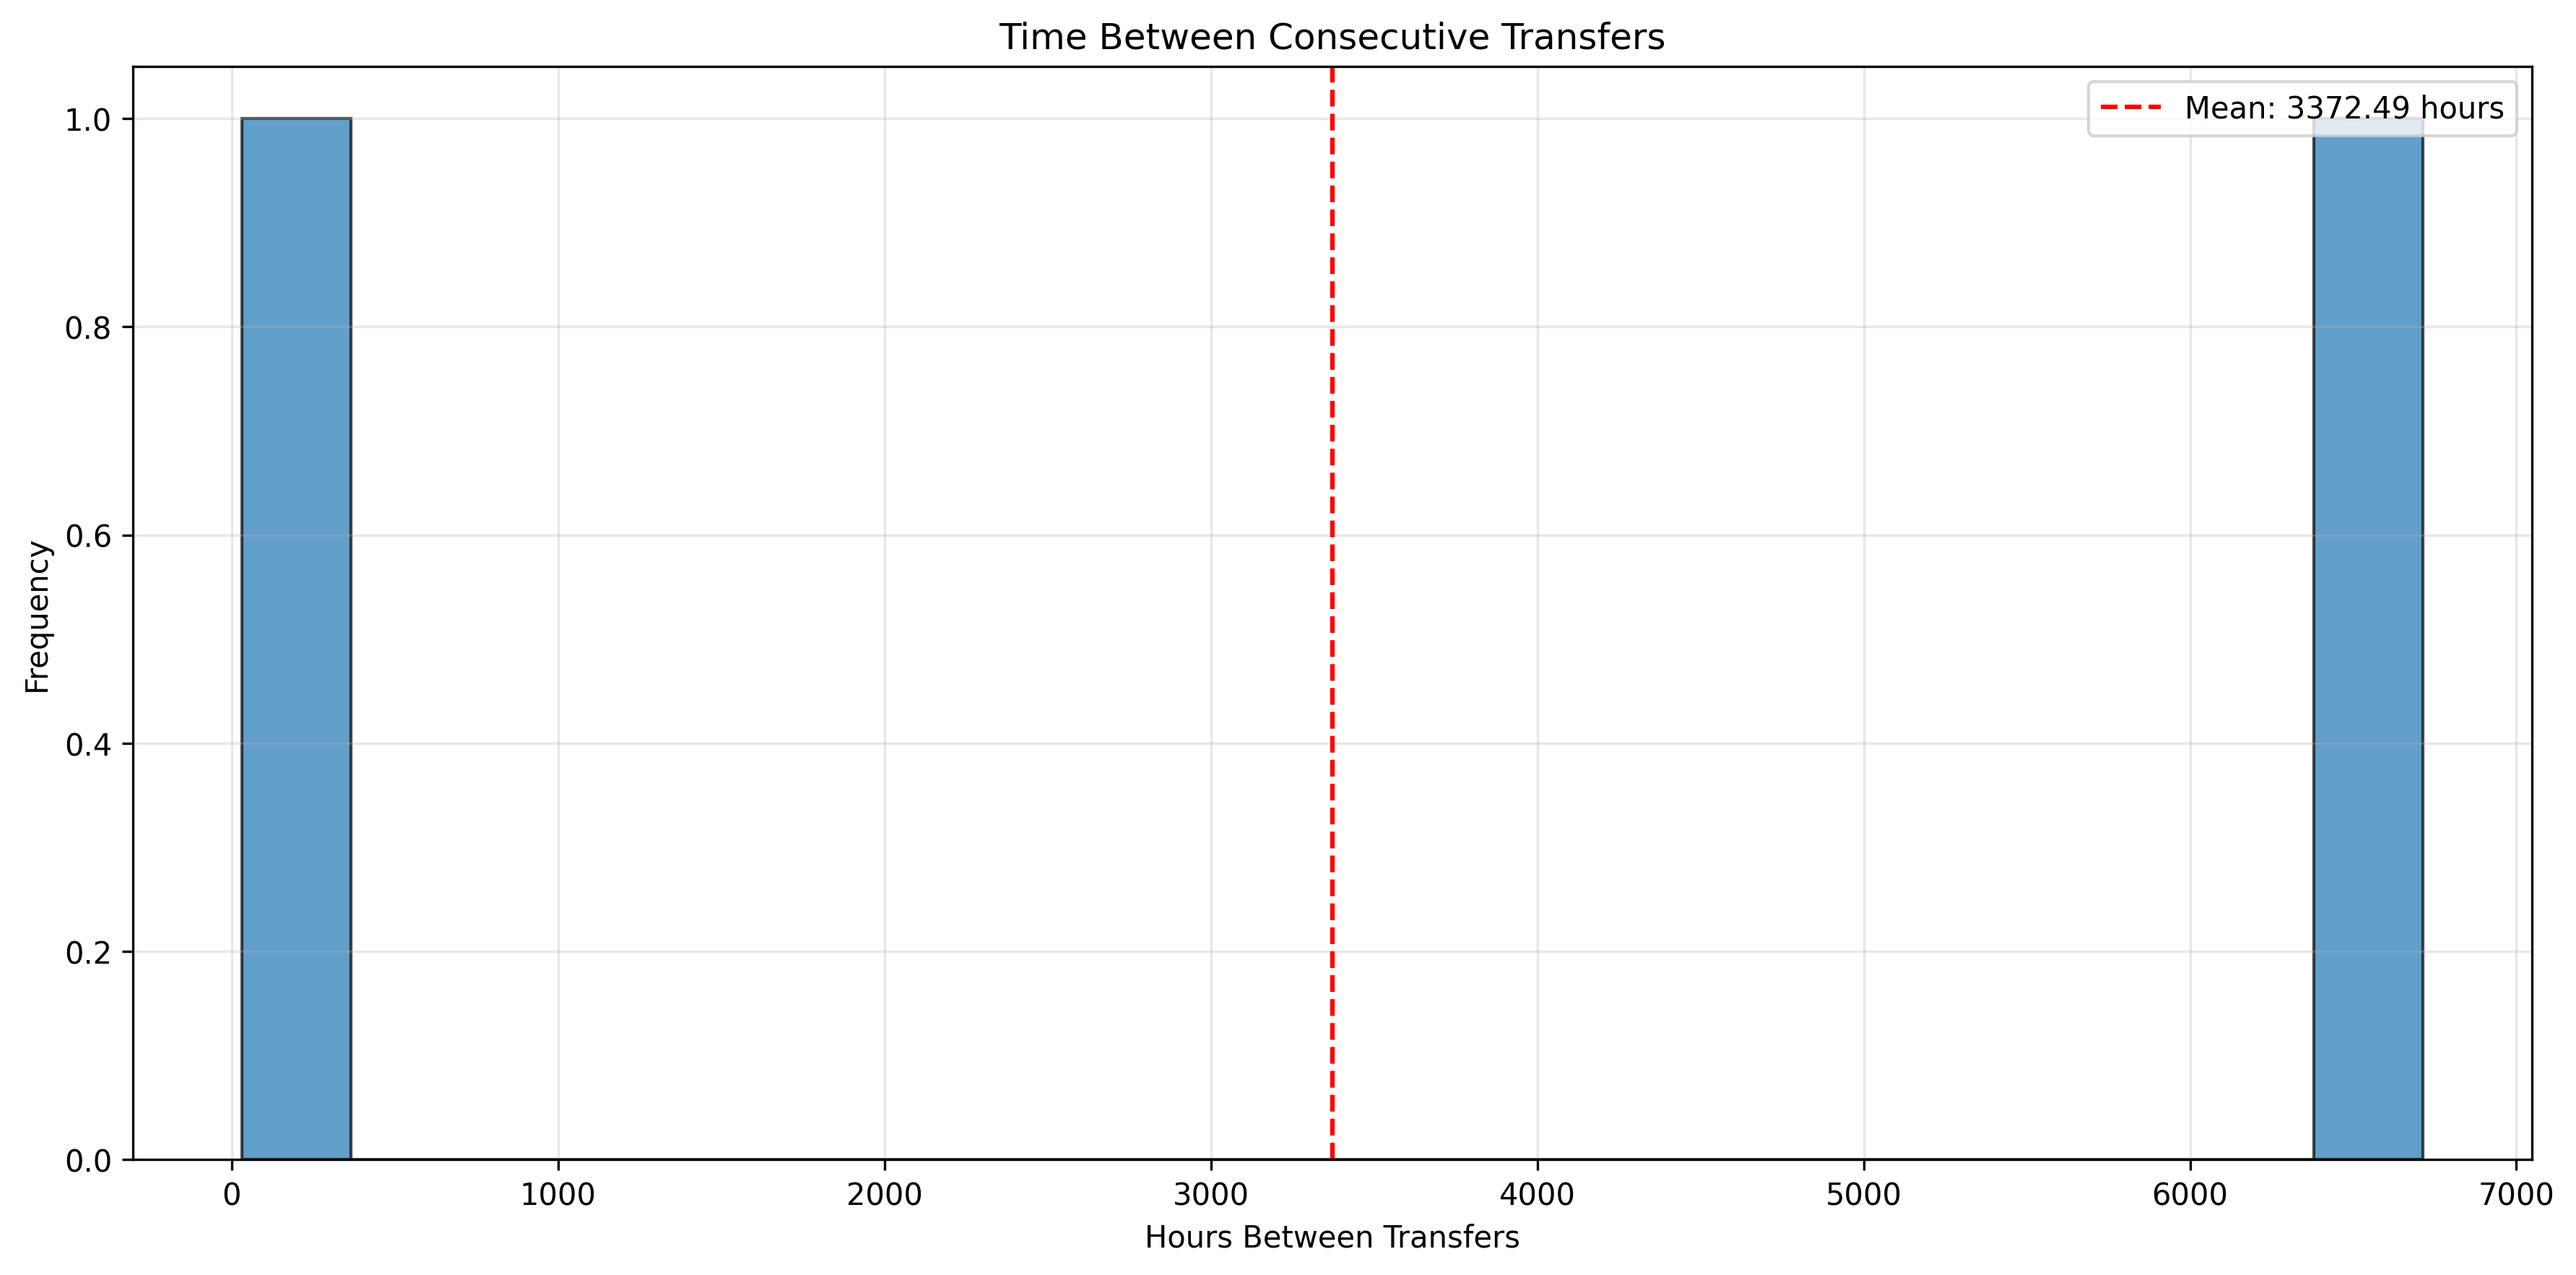 Time Between Consecutive Transfers
Mean: 3372.49 hours
Frequency
1.0
0.8
0.6
0.4
0.2
0.0
0 1000 2000 3000 4000 5000 6000 7000
Hours Between Transfers